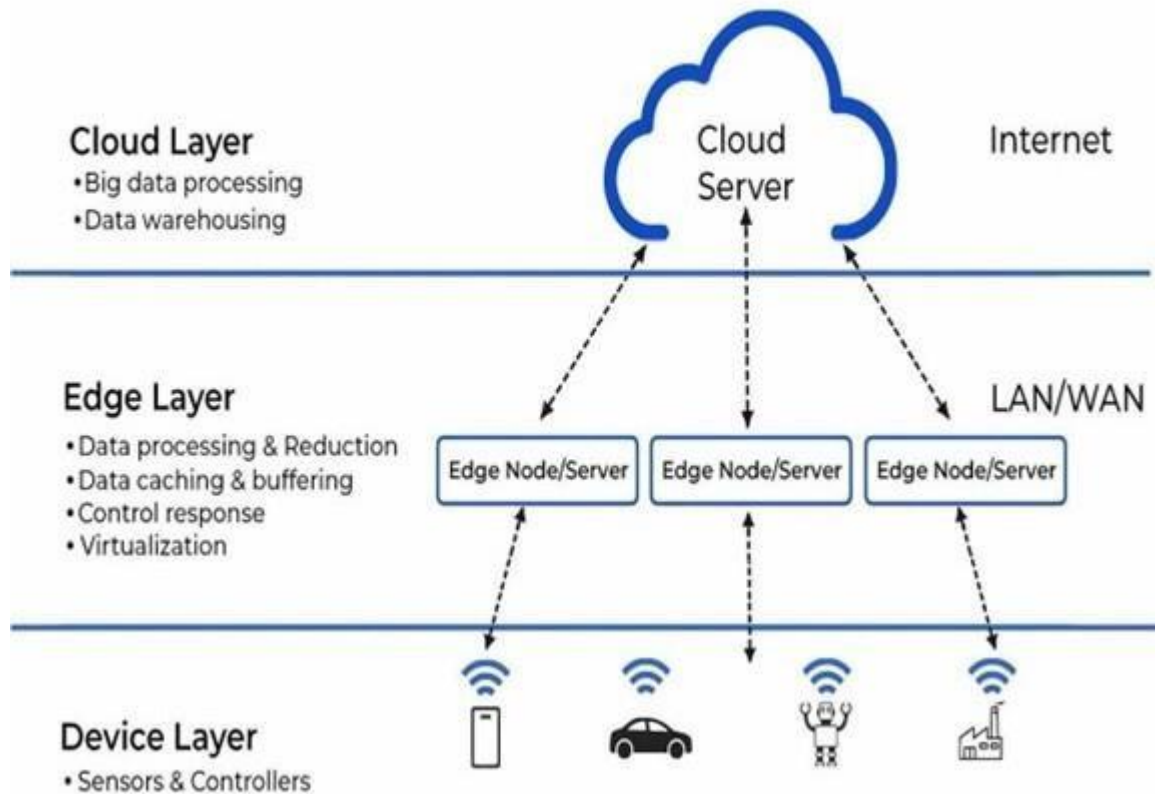 Cloud Layer
• Big data processing
• Data warehousing
Cloud
Server
Internet
Edge Layer
• Data processing & Reduction
• Data caching & buffering
• Control response
• Virtualization
LAN/WAN
Edge Node/Server
Edge Node/Server
Edge Node/Server
Device Layer
• Sensors & Controllers